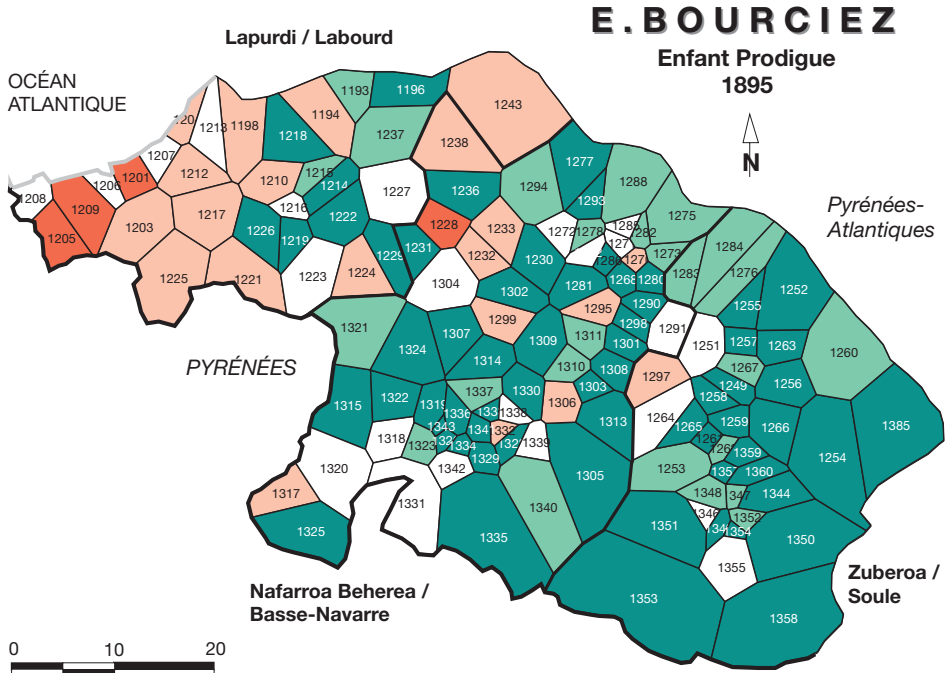 E. BOURCIEZ
Enfant Prodigue
1895
N
Lapurdi / Labourd
OCÉAN
ATLANTIQUE
Pyrénées-
Atlantiques
PYRÉNÉES
Nafarroa Beherea /
Basse-Navarre
Zuberoa /
Soule
0 10 20
1193 1196 1243
1213 1198 1194 1218 1237 1238
1207 1277
1208 1206 1201 1212 1210 1215 1214 1227 1236 1294 1288
1209 1216 1293 1275
1205 1203 1217 1226 1219 1222 1228 1233 1272 1278 1285
1231 1232 1230 1273 1284
1225 1221 1223 1224 1229 1304 1281 1268 1280 1283 1276 1252
1302 1295 1290 1255
1321 1299 1298 1291
1324 1307 1309 1311 1301 1251 1257 1263 1260
1314 1310 1308 1297 1267
1315 1322 1337 1330 1306 1303 1258 1249 1256
1336 1338 1313 1264 1265 1259 1266 1385
1343 1332
1318 1323 1334 1339 1359 1254
1320 1342 1329 1305 1253 1360
1317 1331 1340 1348 1344
1325 1335 1351 1352 1350
1354
1355
1353 1358